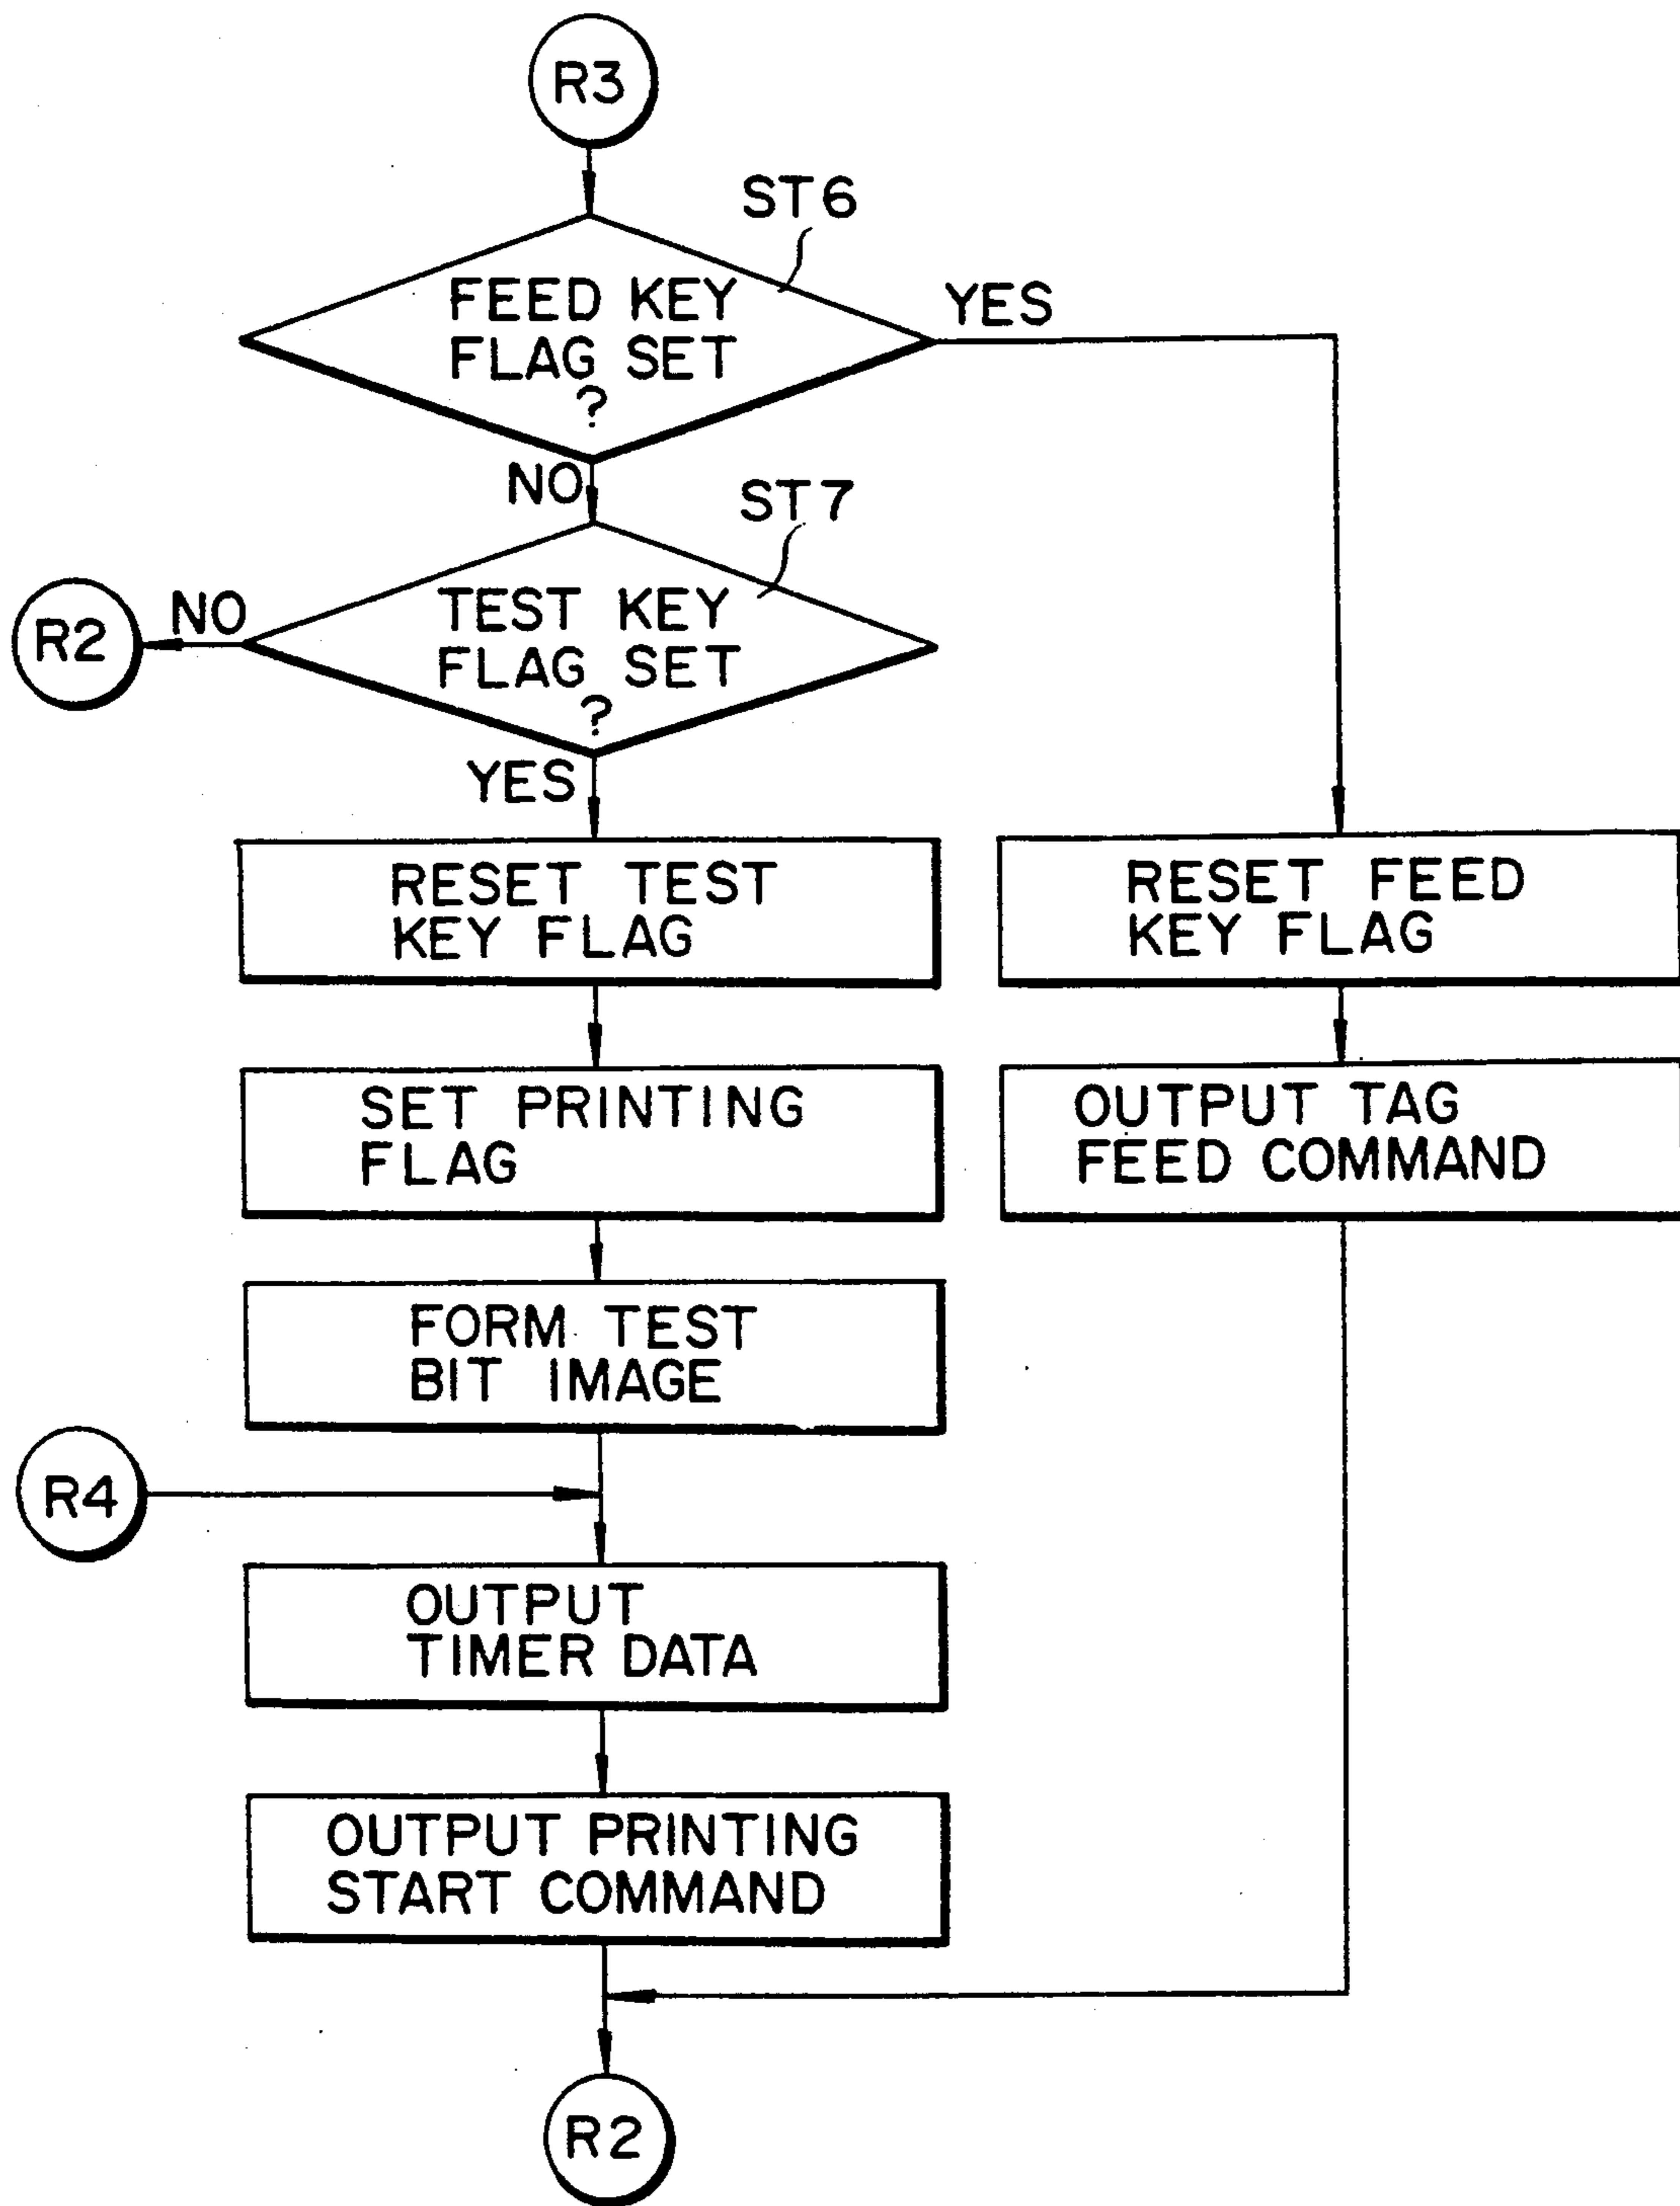 R3
ST6
FEED KEY
FLAG SET
?
YES
NO
ST7
TEST KEY
FLAG SET
?
NO
R2
YES
RESET TEST
KEY FLAG
RESET FEED
KEY FLAG
SET PRINTING
FLAG
OUTPUT TAG
FEED COMMAND
FORM TEST
BIT IMAGE
R4
OUTPUT
TIMER DATA
OUTPUT PRINTING
START COMMAND
R2